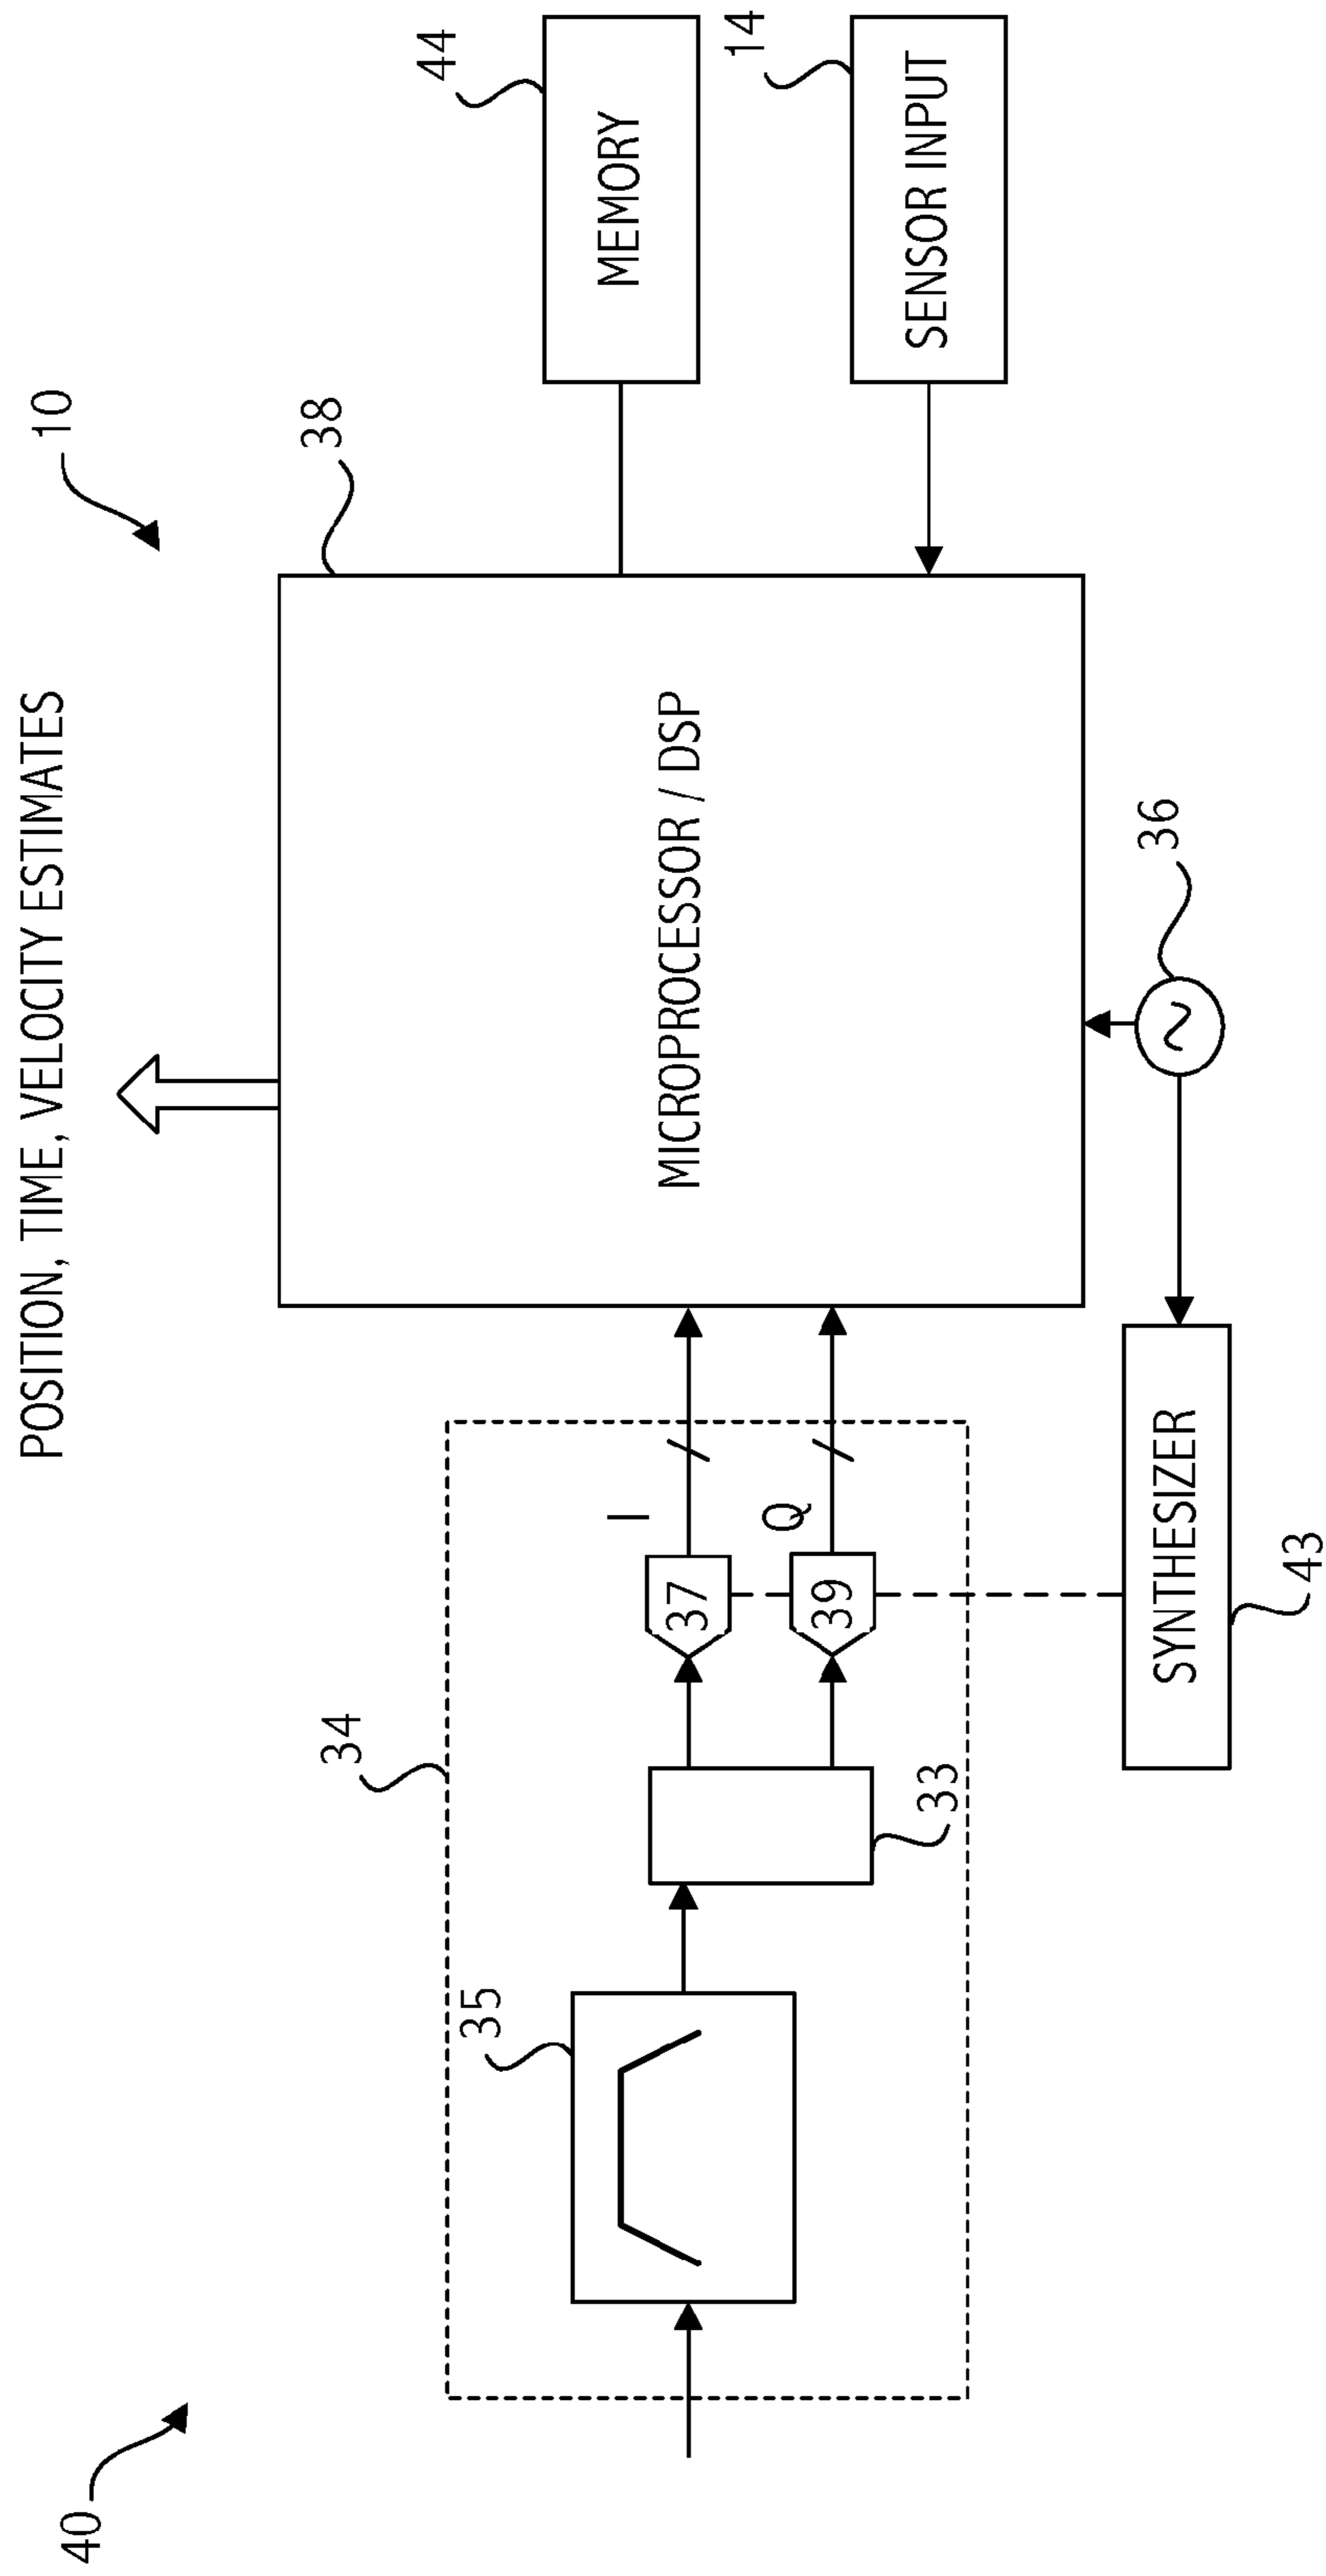 POSITION, TIME, VELOCITY ESTIMATES
10
40
38
34
44
MEMORY
35
I
14
37
MICROPROCESSOR / DSP
Q
39
SENSOR INPUT
33
36
SYNTHESIZER
43